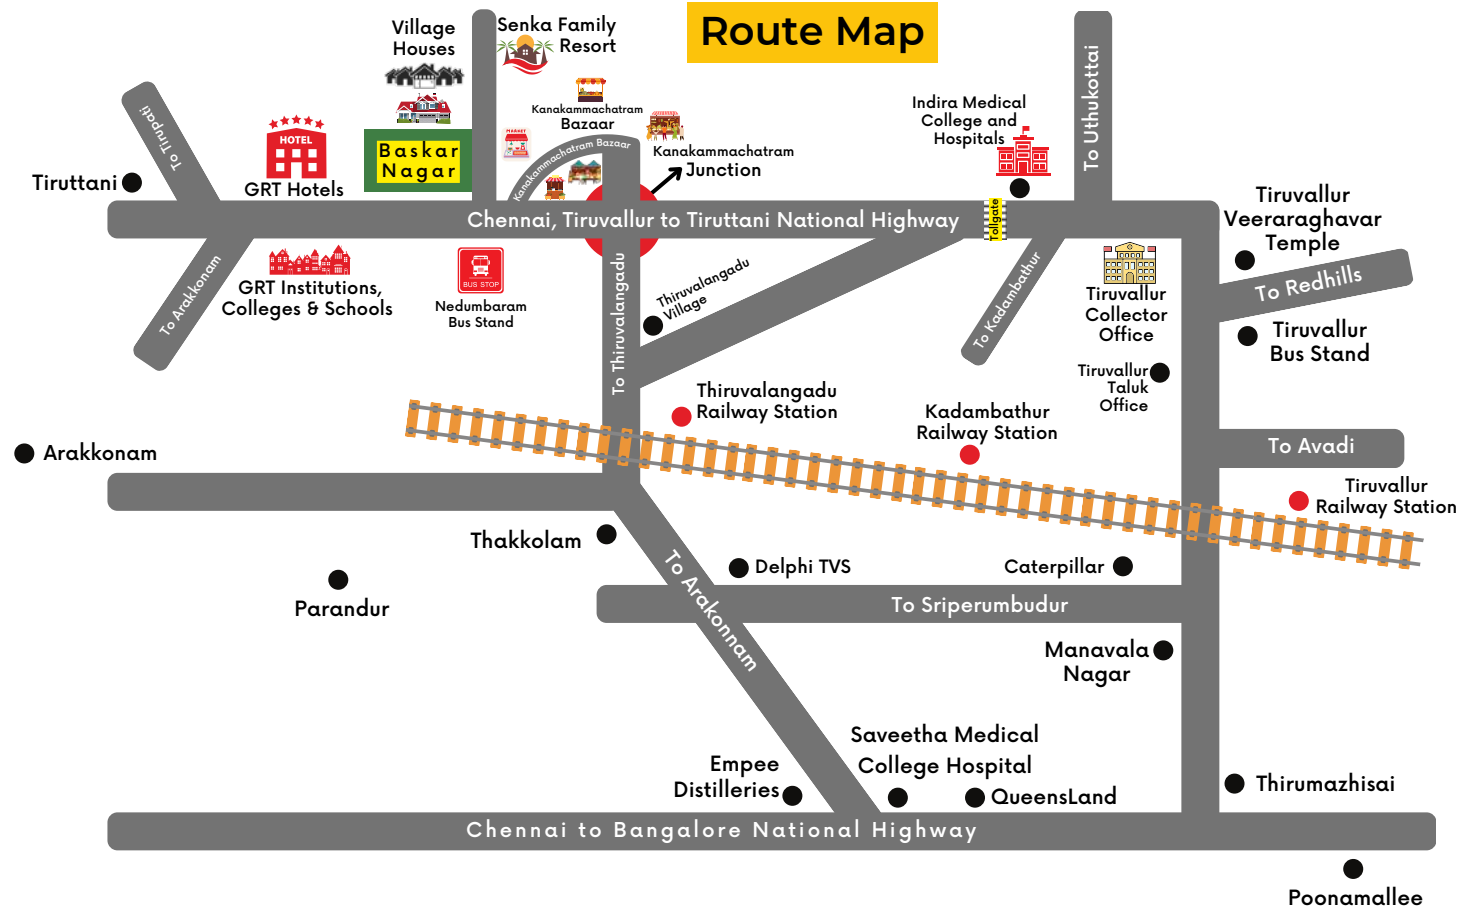 Route Map
Village
Houses
Senka Family
Resort
Kanakammachatram
Bazaar
MARKET
Kanakammachatram Bazaar
Kanakammachatram
Junction
Indira Medical
College and
Hospitals
To Uthukottai
To Tirupati
Tiruttani
HOTEL
GRT Hotels
Baskar
Nagar
Chennai, Tiruvallur to Tiruttani National Highway
Tollgate
Tiruvallur
Veeraraghavar
Temple
To Redhills
Tiruvallur
Bus Stand
To Arakkonam
GRT Institutions,
Colleges & Schools
BUS STOP
Nedumbaram
Bus Stand
To Thiruvalangadu
Thiruvalangadu
Village
To Kadambathur
Tiruvallur
Collector
Office
Tiruvallur
Taluk
Office
Thiruvalangadu
Railway Station
Kadambathur
Railway Station
To Avadi
Tiruvallur
Railway Station
Arakkonam
Thakkolam
Parandur
To Arakonnam
Delphi TVS
Caterpillar
To Sriperumbudur
Manavala
Nagar
Saveetha Medical
College Hospital
Empee
Distilleries
QueensLand
Thirumazhisai
Chennai to Bangalore National Highway
Poonamallee